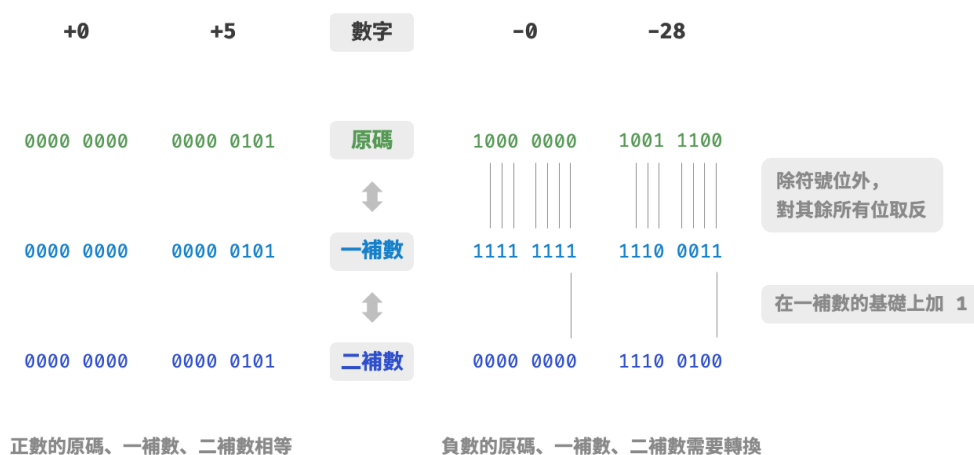 +0 +5 數字 -0 -28
0000 0000 0000 0101 原碼 1000 0000 1001 1100
除符號位外，
對其餘所有位取反
0000 0000 0000 0101 一補數 1111 1111 1110 0011
在一補數的基礎上加 1
0000 0000 0000 0101 二補數 0000 0000 1110 0100
正數的原碼、一補數、二補數相等 負數的原碼、一補數、二補數需要轉換